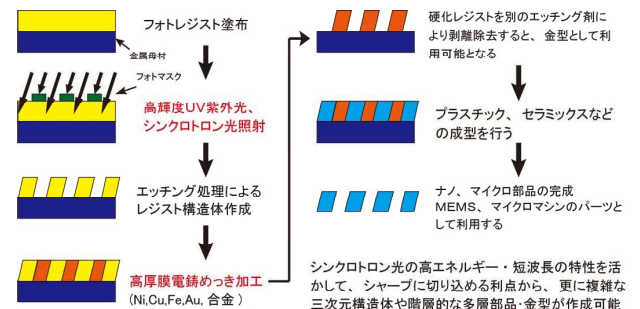 フォトレジスト塗布
金属母材
フォトマスク
高輝度UV紫外光、
シンクロトロン光照射
エッチング処理による
レジスト構造体作成
高厚膜電鋳めっき加工
(Ni,Cu,Fe,Au, 合金 )
硬化レジストを別のエッチング剤に
より剥離除去すると、金型として利
用可能となる
プラスチック、セラミックスなど
の成型を行う
ナノ、マイクロ部品の完成
MEMS、マイクロマシンのパーツと
して利用する
シンクロトロン光の高エネルギー・短波長の特性を活
かして、シャープに切り込める利点から、更に複雑な
三次元構造体や階層的な多層部品・金型が作成可能